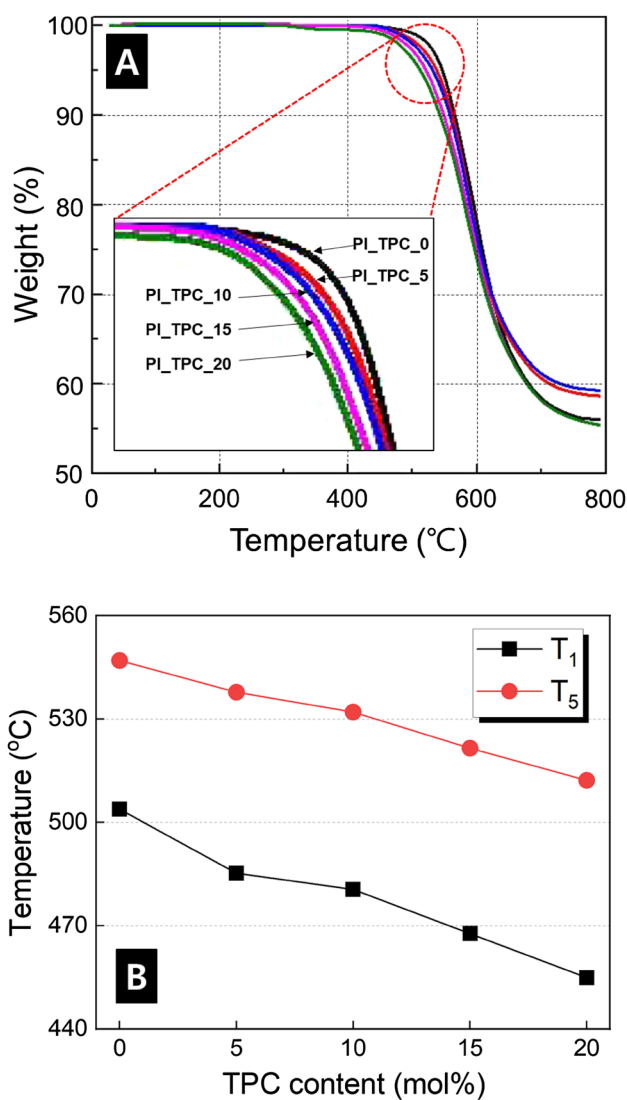 A
100
90
80
70
60
50
0
200
400
600
800
Weight (%)
Temperature (℃)
PI_TPC_0
PI_TPC_5
PI_TPC_10
PI_TPC_15
PI_TPC_20
560
530
500
470
440
Temperature (°C)
T1
T5
B
0
5
10
15
20
TPC content (mol%)